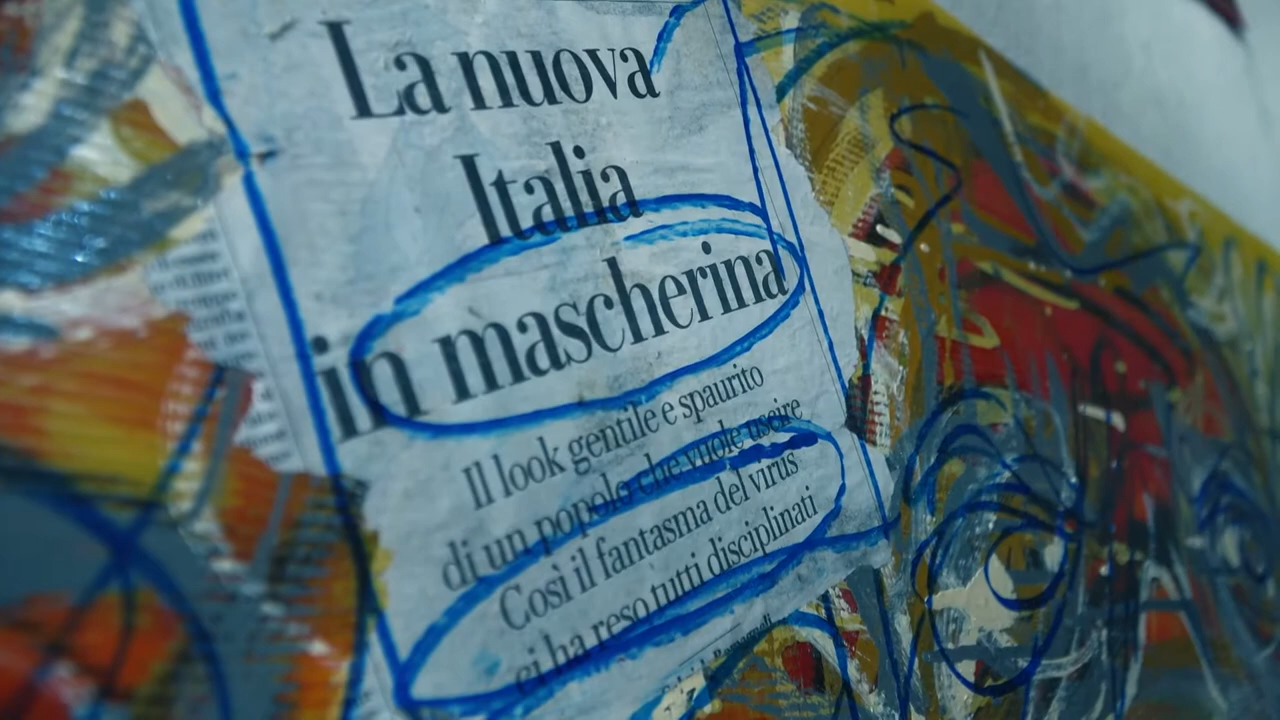 La nuova
Italia
in mascherina
Il look gentile e spaurito
di un popolo che vuole uscire
Così il fantasma del virus
ci ha reso tutti disciplinati